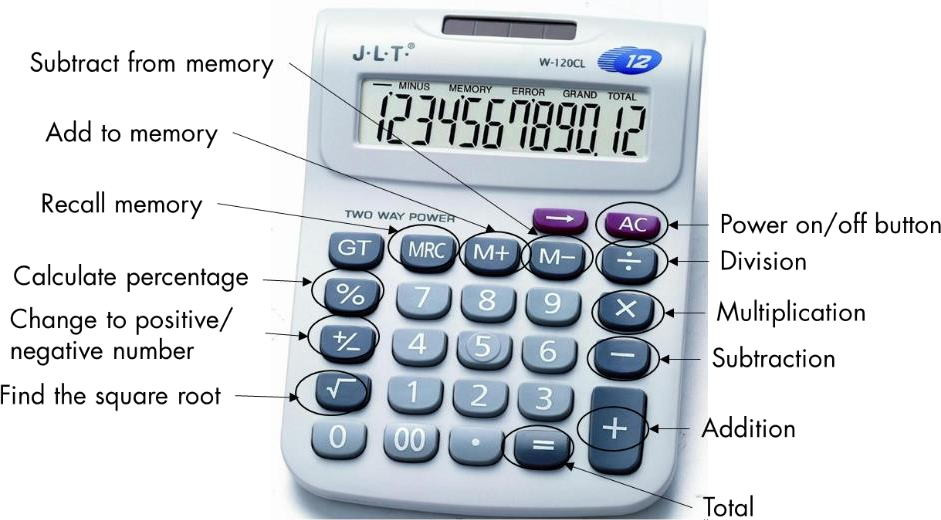 J·L·T·®
W-120CL 12
Subtract from memory
— MINUS MEMORY ERROR GRAND TOTAL
1234567890.12
Add to memory
Recall memory
TWO WAY POWER
→ AC
Power on/off button
GT MRC M+ M− ÷
Division
Calculate percentage
% 7 8 9 ×
Multiplication
Change to positive/
negative number
+/− 4 5 6 −
Subtraction
Find the square root
√ 1 2 3
+
Addition
0 00 · =
Total